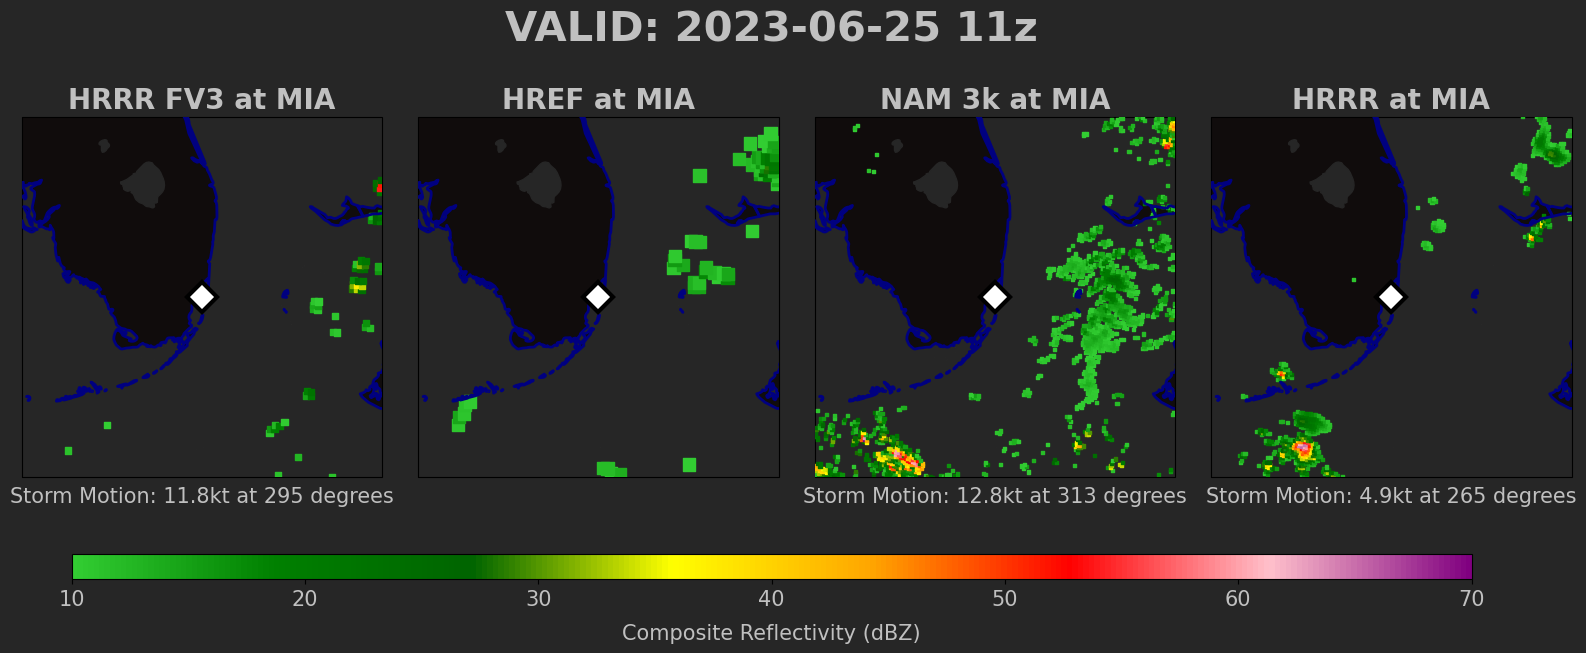 VALID: 2023-06-25 11z
HRRR FV3 at MIA
HREF at MIA
NAM 3k at MIA
HRRR at MIA
Storm Motion: 11.8kt at 295 degrees
Storm Motion: 12.8kt at 313 degrees
Storm Motion: 4.9kt at 265 degrees
10 20 30 40 50 60 70
Composite Reflectivity (dBZ)